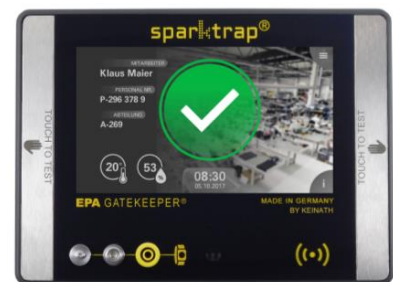 sparktrap®
MITARBEITER
Klaus Maier
PERSONAL NR.
P-296 378 9
ABTEILUNG
A-269
20°
53
%
08:30
05.10.2017
i
TOUCH TO TEST
TOUCH TO TEST
EPA GATEKEEPER®
MADE IN GERMANY
BY KEINATH